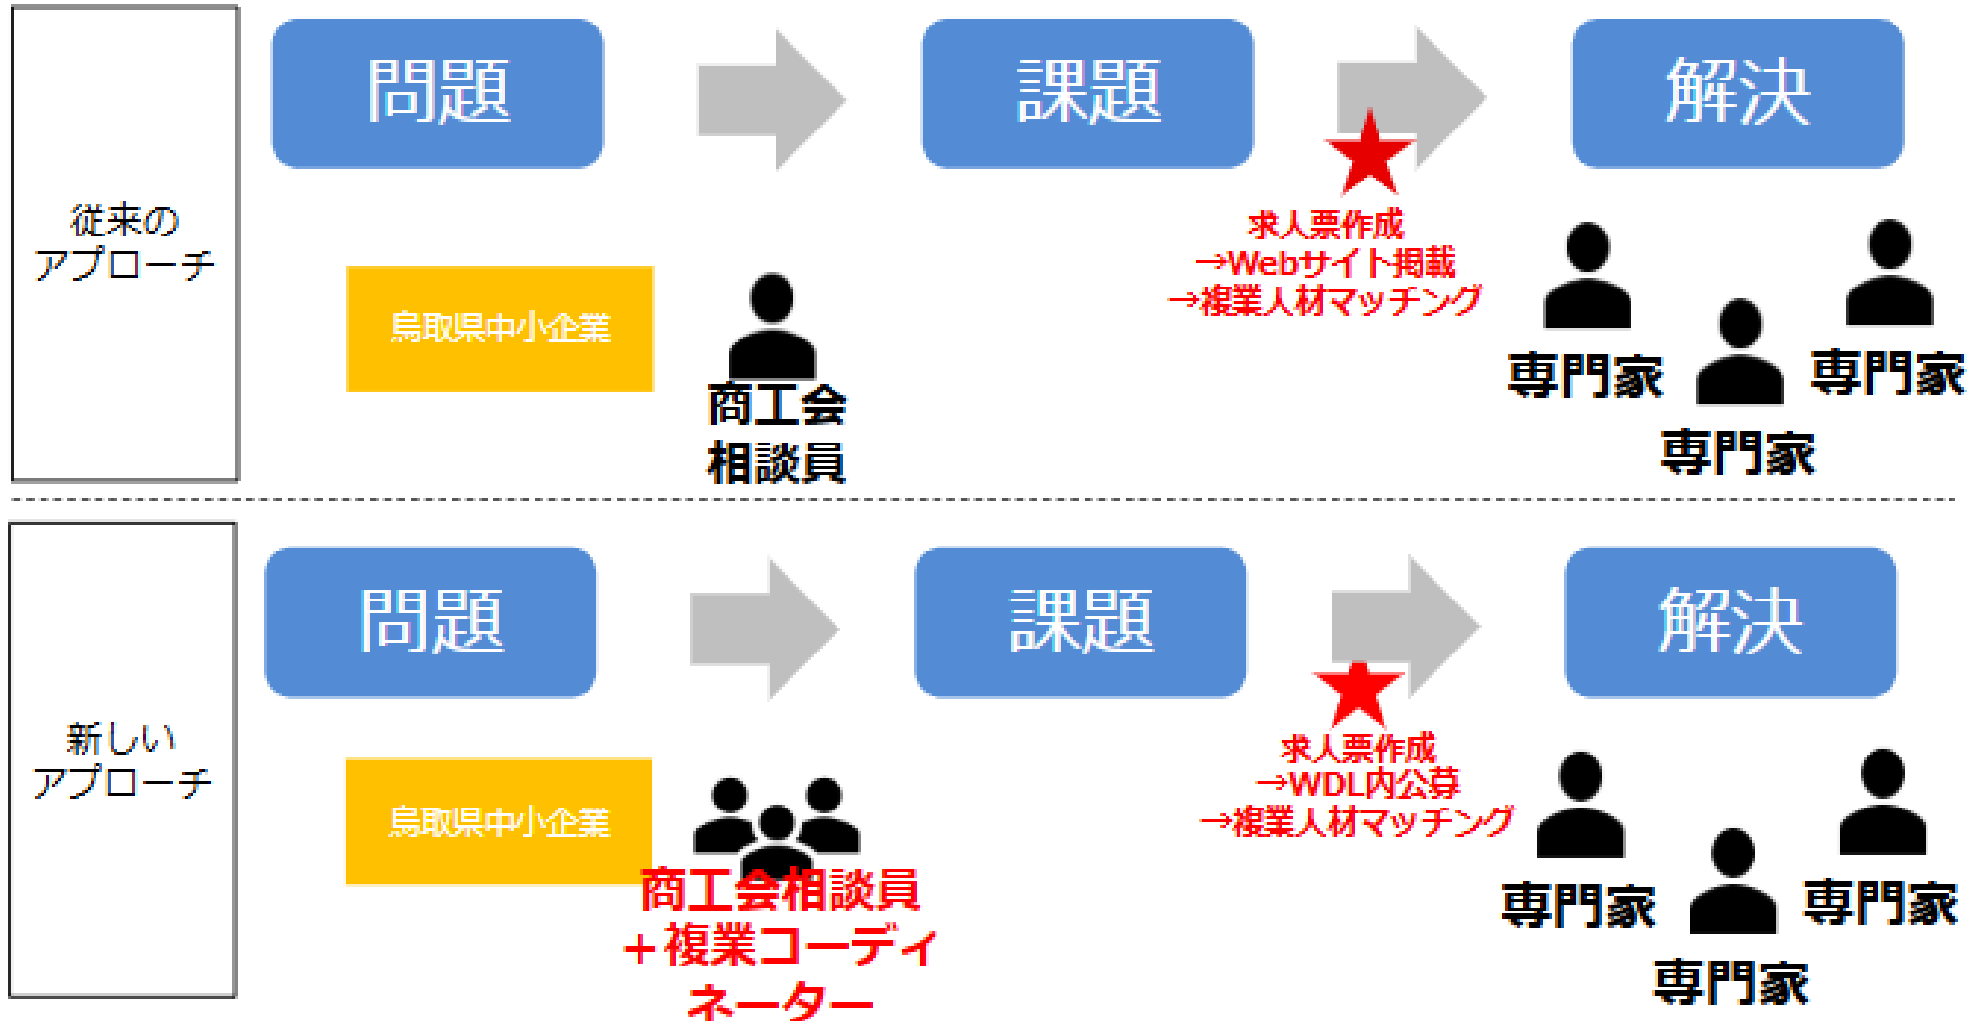 従来の
アプローチ
問題
課題
解決
鳥取県中小企業
商工会
相談員
求人票作成
→Webサイト掲載
→複業人材マッチング
専門家
専門家
専門家
新しい
アプローチ
問題
課題
解決
鳥取県中小企業
商工会相談員
＋複業コーディ
ネーター
求人票作成
→WDL内公募
→複業人材マッチング
専門家
専門家
専門家